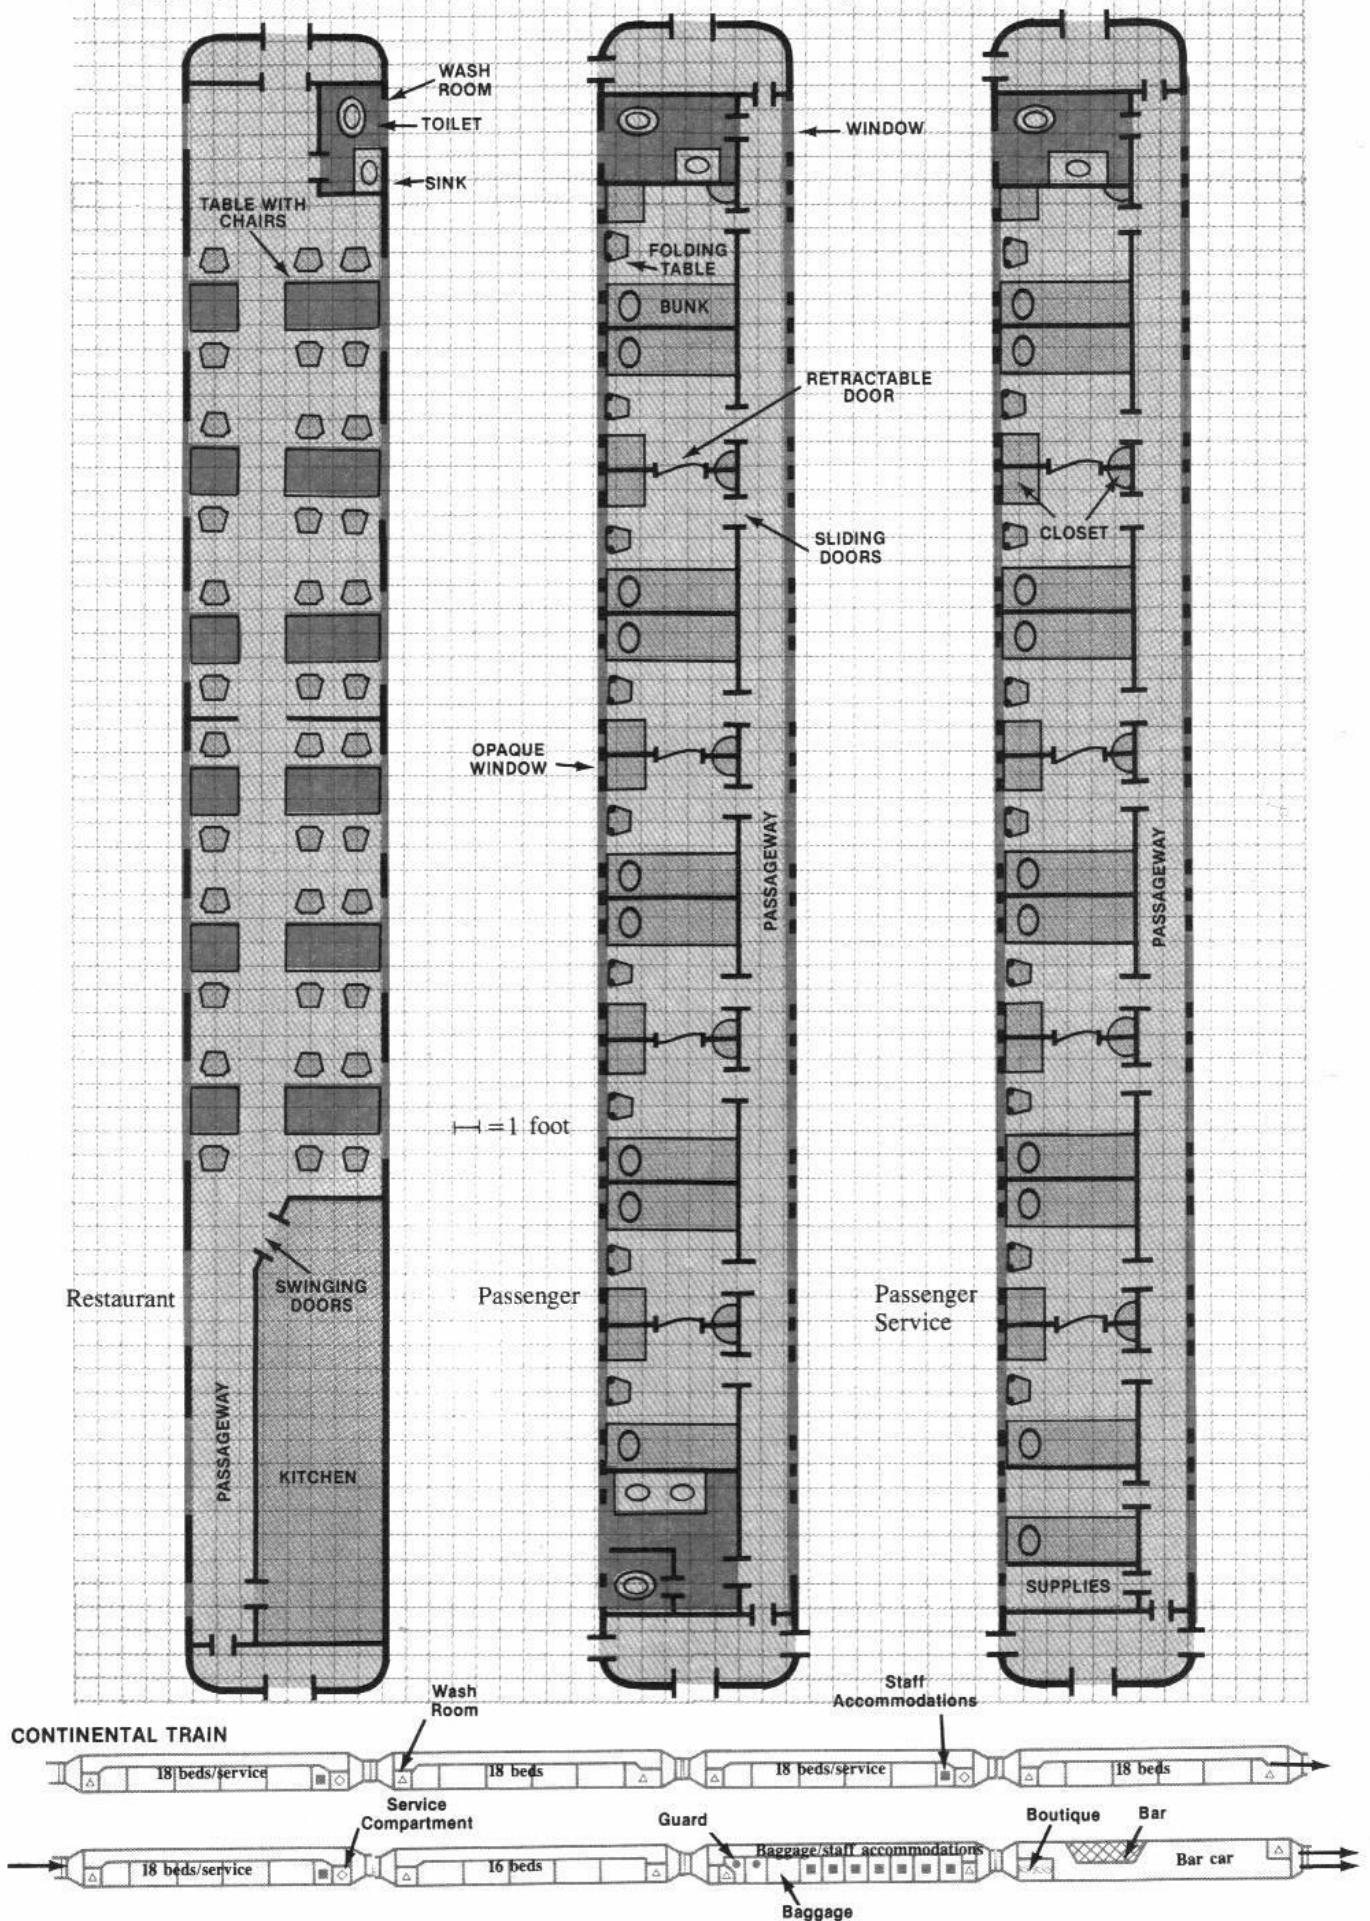 WASH
ROOM
TOILET
SINK
TABLE WITH
CHAIRS
WINDOW
FOLDING
TABLE
BUNK
RETRACTABLE
DOOR
SLIDING
DOORS
CLOSET
OPAQUE
WINDOW
PASSAGEWAY
PASSAGEWAY
= 1 foot
SWINGING
DOORS
Restaurant
Passenger
Passenger
Service
PASSAGEWAY
KITCHEN
SUPPLIES
Wash
Room
Staff
Accommodations
CONTINENTAL TRAIN
18 beds/service
18 beds
18 beds/service
18 beds
Service
Compartment
Guard
Boutique
Bar
18 beds/service
16 beds
Baggage/staff accommodations
Bar car
Baggage